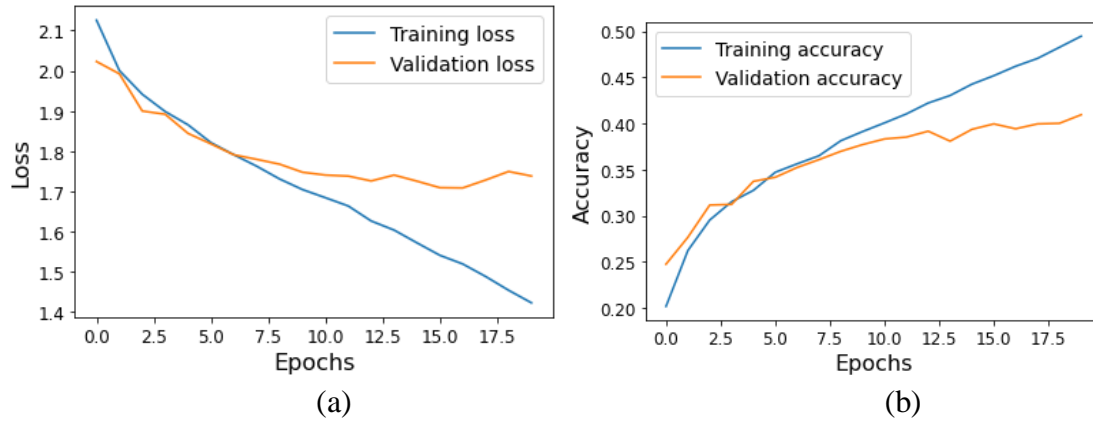 2.1
2.0
1.9
1.8
1.7
1.6
1.5
1.4
Loss
Training loss
Validation loss
0.0 2.5 5.0 7.5 10.0 12.5 15.0 17.5
Epochs
(a)
0.50
0.45
0.40
0.35
0.30
0.25
0.20
Accuracy
Training accuracy
Validation accuracy
0.0 2.5 5.0 7.5 10.0 12.5 15.0 17.5
Epochs
(b)